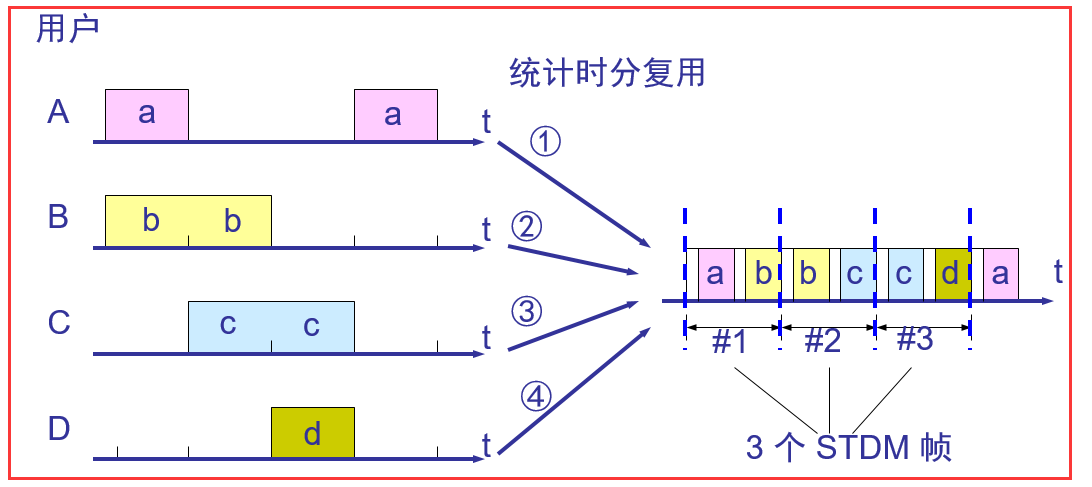 用户
统计时分复用
A a a t
①
B b b t
②
C c c t
③
D d t
④
a b b c c d a t
#1 #2 #3
3 个 STDM 帧